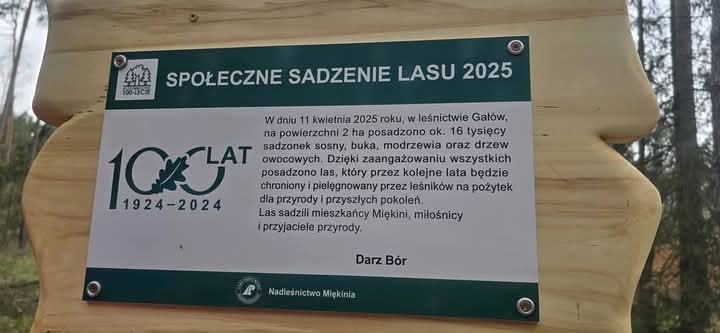 100-LECIE
SPOŁECZNE SADZENIE LASU 2025
100 LAT
1924–2024
W dniu 11 kwietnia 2025 roku, w leśnictwie Gałów,
na powierzchni 2 ha posadzono ok. 16 tysięcy
sadzonek sosny, buka, modrzewia oraz drzew
owocowych. Dzięki zaangażowaniu wszystkich
posadzono las, który przez kolejne lata będzie
chroniony i pielęgnowany przez leśników na pożytek
dla przyrody i przyszłych pokoleń.
Las sadzili mieszkańcy Miękini, miłośnicy
i przyjaciele przyrody.
Darz Bór
Nadleśnictwo Miękinia